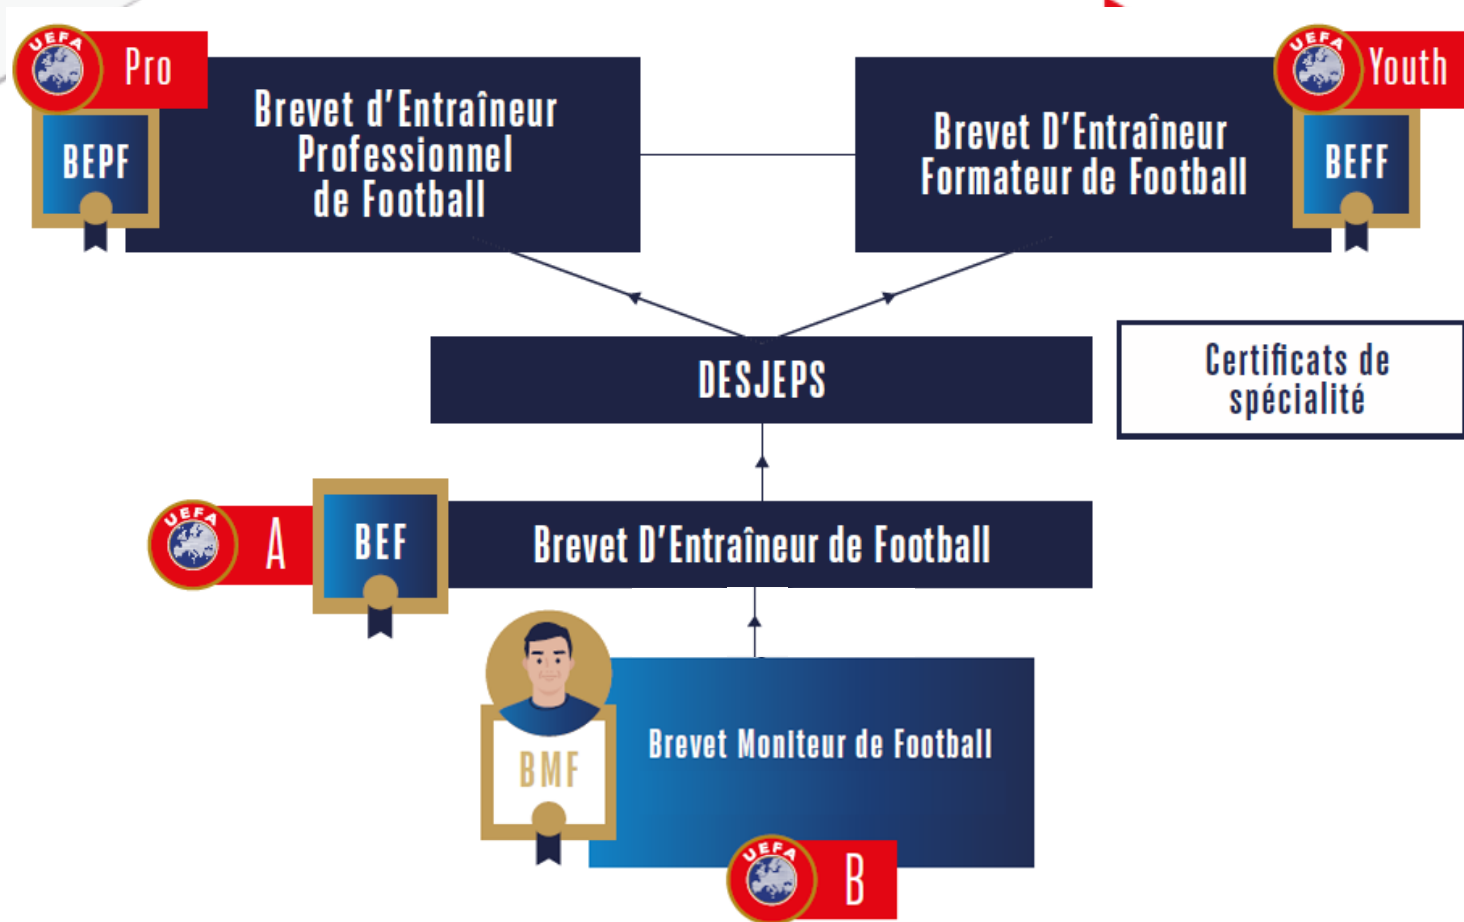 UEFA
Pro
BEPF
Brevet d'Entraîneur
Professionnel
de Football
Brevet D'Entraîneur
Formateur de Football
UEFA
Youth
BEFF
DESJEPS
Certificats de
spécialité
UEFA
A
BEF
Brevet D'Entraîneur de Football
BMF
Brevet Moniteur de Football
UEFA
B